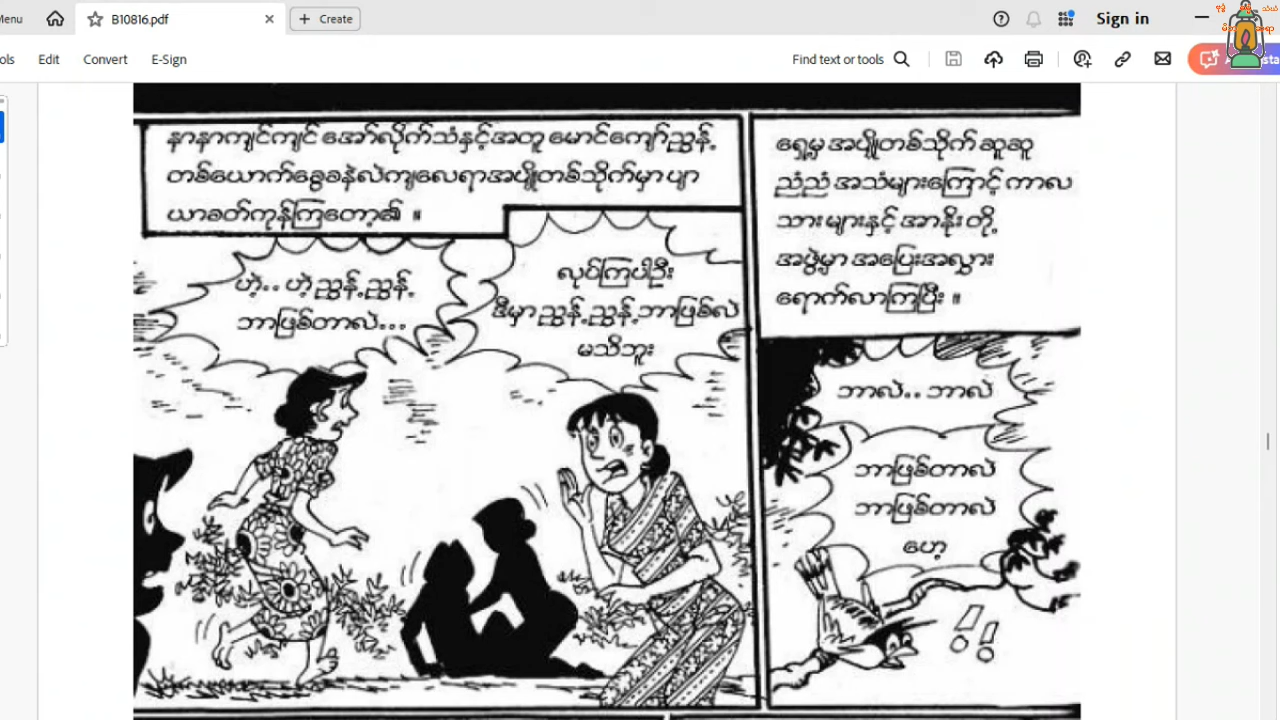 Menu
B10816.pdf
Create
Sign in
Edit
Convert
E-Sign
Find text or tools
နာနာကျင်ကျင် အော်လိုက်သံနှင့်အတူ မောင်ကျော်ညွန့်
တစ်ယောက်ခွေခနဲလဲကျလေရာအပျိုတစ်သိုက်မှာ ပျာ
ယာခတ်ကုန်ကြတော့၏ ။
ဟဲ့.. ဟဲ့ ညွန့်ညွန့်
ဘာဖြစ်တာလဲ...
လုပ်ကြပါဦး
ဒီမှာ ညွန့်ညွန့်ဘာဖြစ်လဲ
မသိဘူး
ရှေ့မှ အပျိုတစ်သိုက် ဆူဆူ
ညံညံ အသံများကြောင့် ကာလ
သားများနှင့် အာနိုးတို့
အဖွဲ့မှာ အပြေးအလွှား
ရောက်လာကြပြီး ။
ဘာလဲ.. ဘာလဲ
ဘာဖြစ်တာလဲ
ဘာဖြစ်တာလဲ
ဟေ့
!!